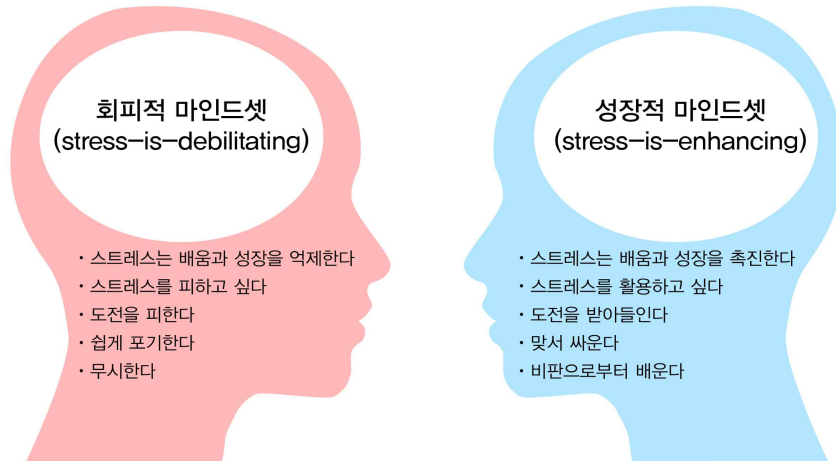 회피적 마인드셋
(stress-is-debilitating)
· 스트레스는 배움과 성장을 억제한다
· 스트레스를 피하고 싶다
· 도전을 피한다
· 쉽게 포기한다
· 무시한다
성장적 마인드셋
(stress-is-enhancing)
· 스트레스는 배움과 성장을 촉진한다
· 스트레스를 활용하고 싶다
· 도전을 받아들인다
· 맞서 싸운다
· 비판으로부터 배운다